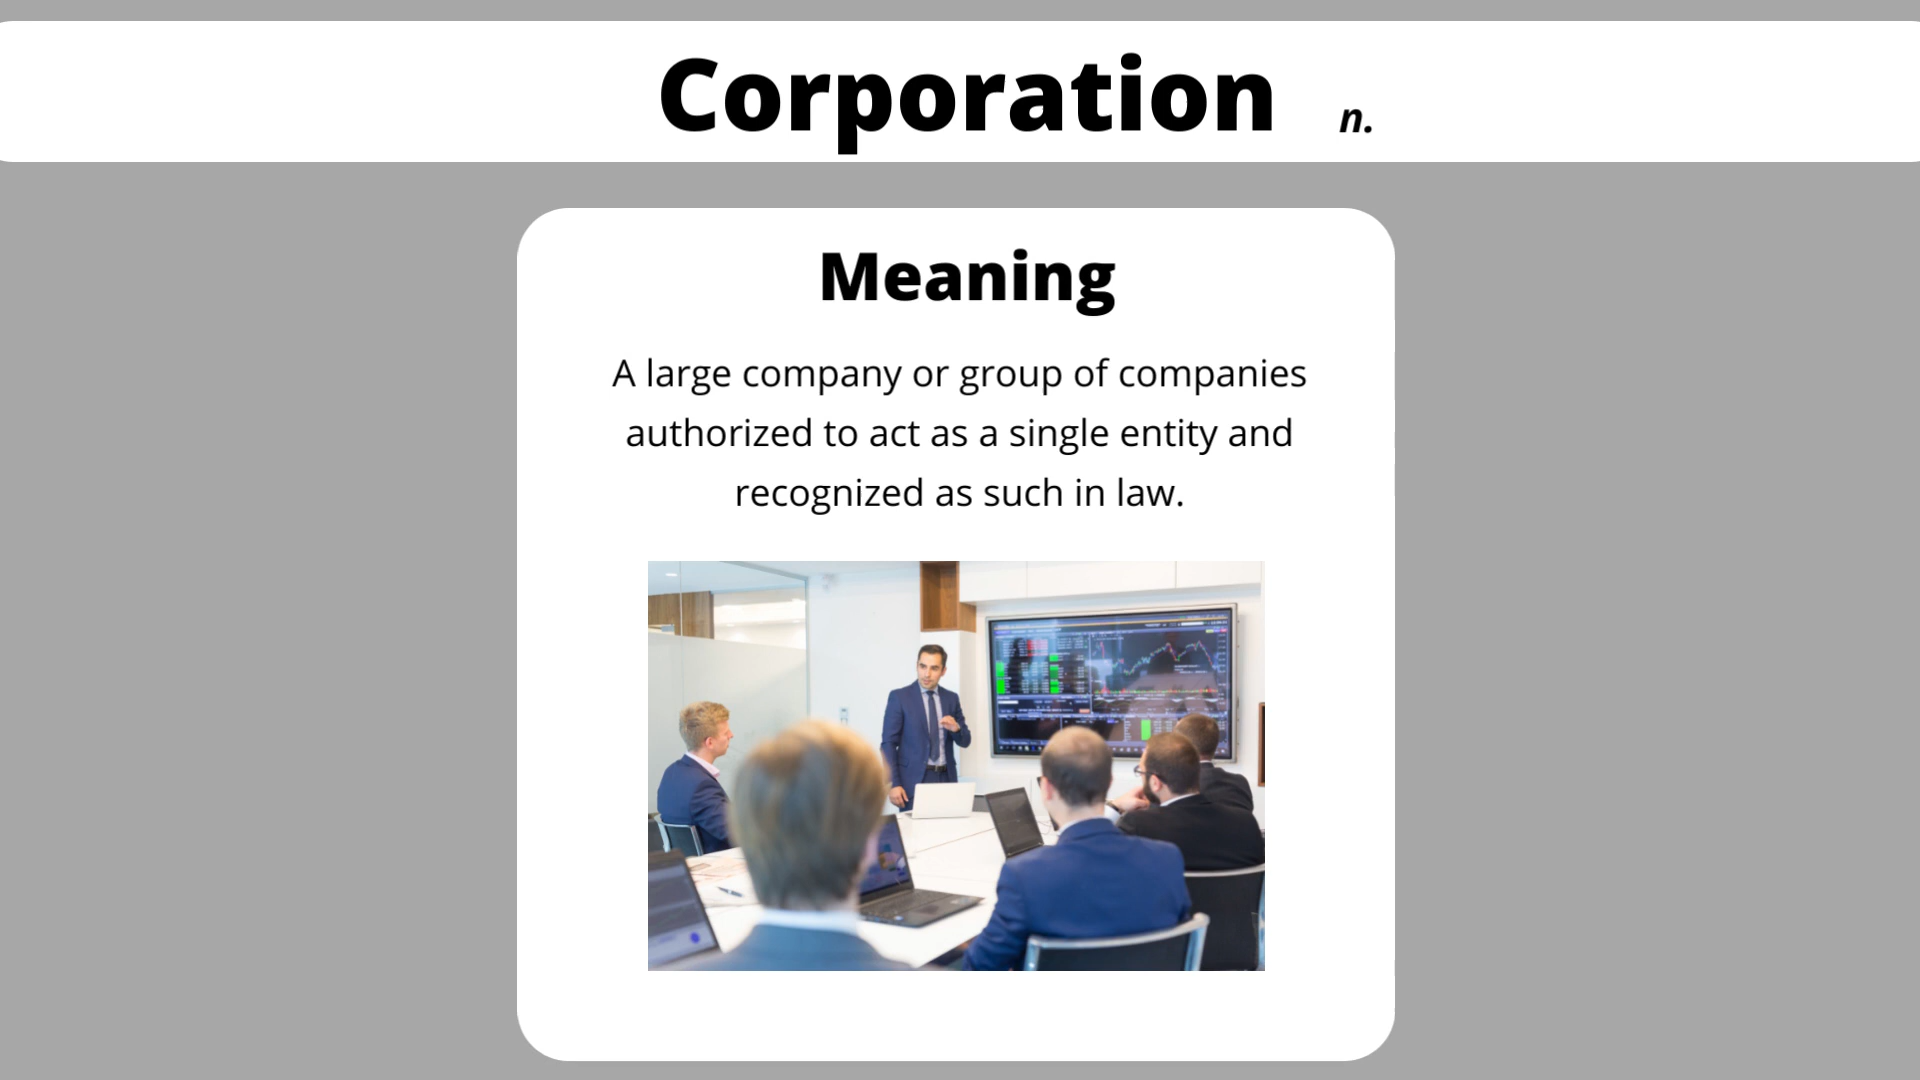 Corporation n.
Meaning
A large company or group of companies
authorized to act as a single entity and
recognized as such in law.